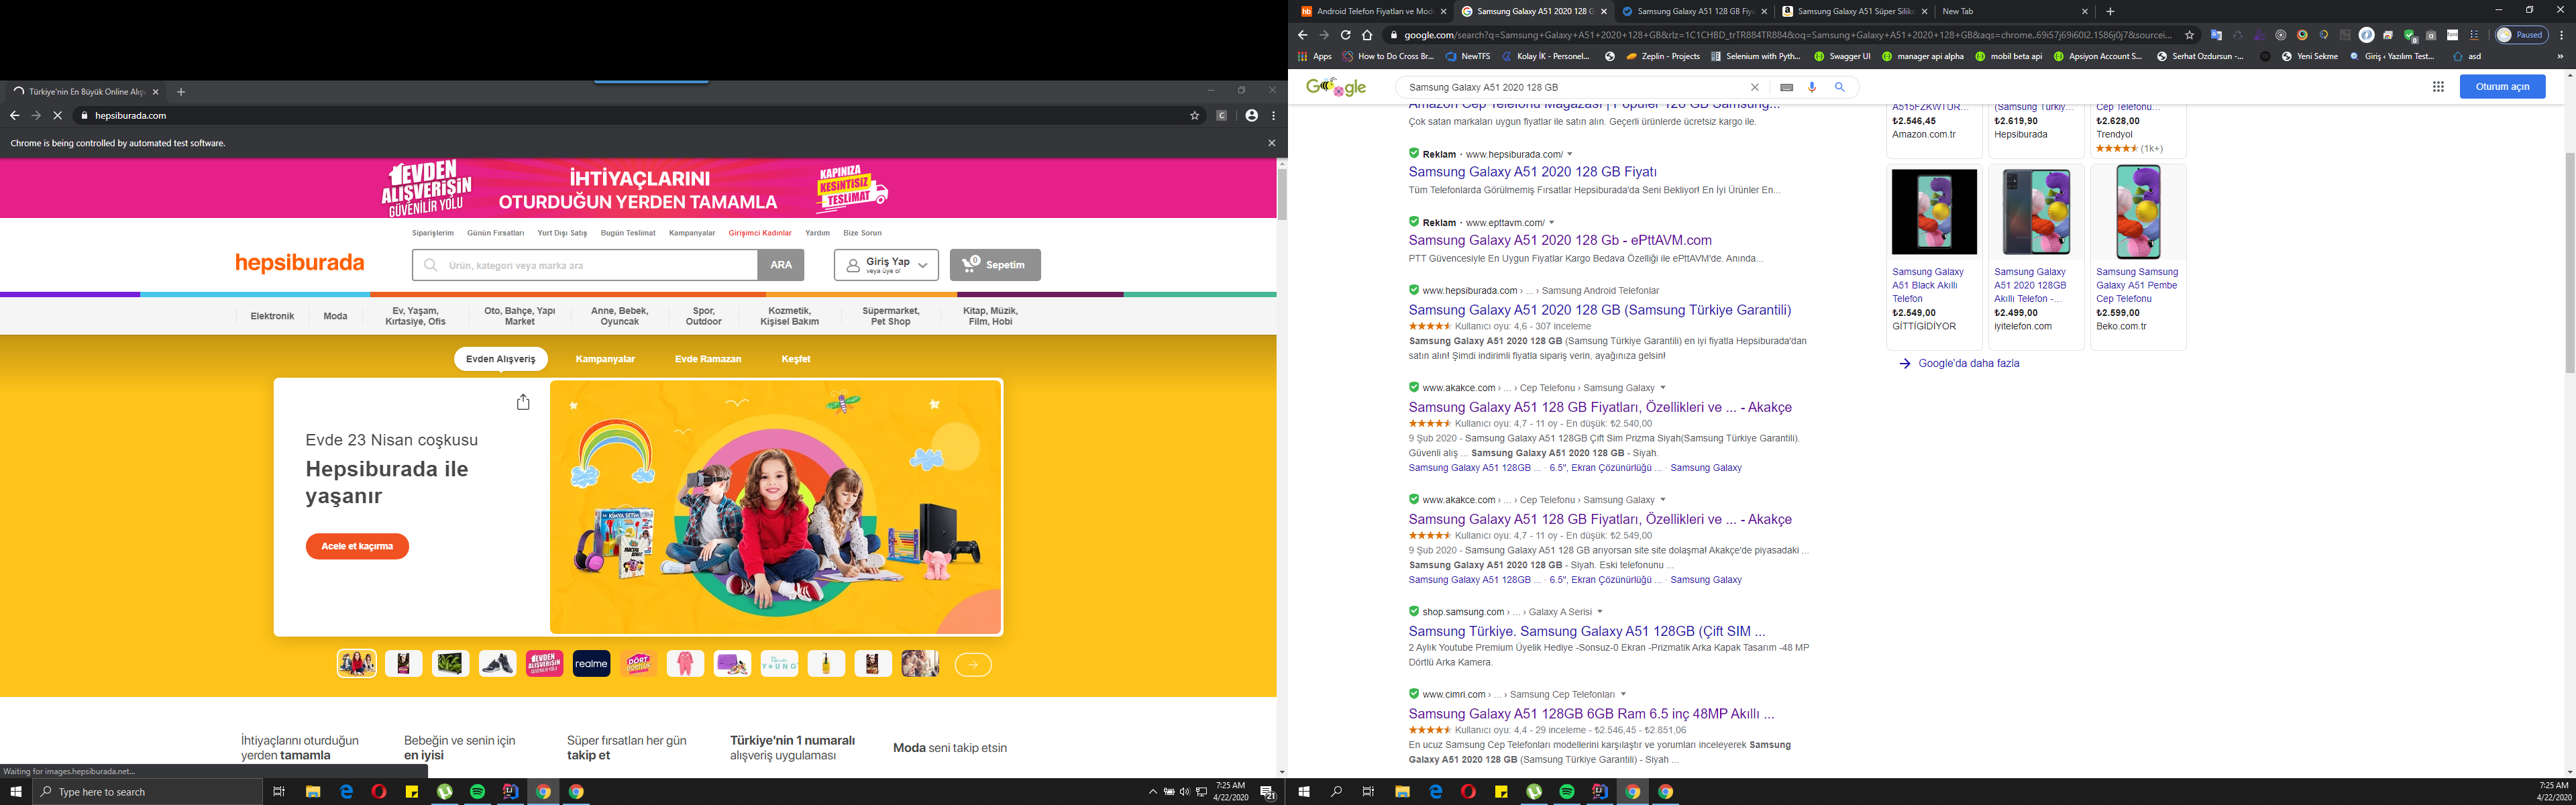 Türkiye'nin En Büyük Online Alış
hepsiburada.com
Chrome is being controlled by automated test software.
EVDEN
ALIŞVERİŞİN
GÜVENİLİR YOLU
İHTİYAÇLARINI
OTURDUĞUN YERDEN TAMAMLA
KAPINIZA
KESİNTİSİZ
TESLİMAT
Siparişlerim Günün Fırsatları Yurt Dışı Satış Bugün Teslimat Kampanyalar Girişimci Kadınlar Yardım Bize Sorun
hepsiburada
Ürün, kategori veya marka ara
ARA
Giriş Yap
veya üye ol
0
Sepetim
Elektronik
Moda
Ev, Yaşam,
Kırtasiye, Ofis
Oto, Bahçe, Yapı
Market
Anne, Bebek,
Oyuncak
Spor,
Outdoor
Kozmetik,
Kişisel Bakım
Süpermarket,
Pet Shop
Kitap, Müzik,
Film, Hobi
Evden Alışveriş Kampanyalar Evde Ramazan Keşfet
Evde 23 Nisan coşkusu
Hepsiburada ile
yaşanır
Acele et kaçırma
KİMYA SETİM
EVDEN
ALIŞVERİŞİN
GÜVENİLİR YOLU
realme
DÖRT
YOUNG
İhtiyaçlarını oturduğun
yerden tamamla
Bebeğin ve senin için
en iyisi
Süper fırsatları her gün
takip et
Türkiye'nin 1 numaralı
alışveriş uygulaması
Moda seni takip etsin
Waiting for images.hepsiburada.net...
Type here to search
7:25 AM
4/22/2020
21
Android Telefon Fiyatları ve Mod
Samsung Galaxy A51 2020 128 G
Samsung Galaxy A51 128 GB Fiya
Samsung Galaxy A51 Süper Silik
New Tab
google.com/search?q=Samsung+Galaxy+A51+2020+128+GB&rlz=1C1CHBD_trTR884TR884&oq=Samsung+Galaxy+A51+2020+128+GB&aqs=chrome..69i57j69i60l2.1586j0j7&sourcei...
Paused
Apps How to Do Cross Br... NewTFS Kolay İK - Personel... Zeplin - Projects Selenium with Pyth... Swagger UI manager api alpha mobil beta api Apsiyon Account S... Serhat Ozdursun -... Yeni Sekme Giriş ‹ Yazılım Test... asd
Google
Samsung Galaxy A51 2020 128 GB
Oturum açın
Amazon Cep Telefonu Mağazası | Popüler 128 GB Samsung...
Çok satan markaları uygun fiyatlar ile satın alın. Geçerli ürünlerde ücretsiz kargo ile.
Reklam · www.hepsiburada.com/
Samsung Galaxy A51 2020 128 GB Fiyatı
Tüm Telefonlarda Görülmemiş Fırsatlar Hepsiburada'da Seni Bekliyor! En İyi Ürünler En...
Reklam · www.epttavm.com/
Samsung Galaxy A51 2020 128 Gb - ePttAVM.com
PTT Güvencesiyle En Uygun Fiyatlar Kargo Bedava Özelliği ile ePttAVM'de. Anında...
www.hepsiburada.com › ... › Samsung Android Telefonlar
Samsung Galaxy A51 2020 128 GB (Samsung Türkiye Garantili)
Kullanıcı oyu: 4,6 - 307 inceleme
Samsung Galaxy A51 2020 128 GB (Samsung Türkiye Garantili) en iyi fiyatla Hepsiburada'dan
satın alın! Şimdi indirimli fiyatla sipariş verin, ayağınıza gelsin!
www.akakce.com › ... › Cep Telefonu › Samsung Galaxy
Samsung Galaxy A51 128 GB Fiyatları, Özellikleri ve ... - Akakçe
Kullanıcı oyu: 4,7 - 11 oy - En düşük: ₺2.540,00
9 Şub 2020 - Samsung Galaxy A51 128GB Çift Sim Prizma Siyah(Samsung Türkiye Garantili).
Güvenli alış ... Samsung Galaxy A51 2020 128 GB - Siyah.
Samsung Galaxy A51 128GB ... · 6.5", Ekran Çözünürlüğü ... · Samsung Galaxy
www.akakce.com › ... › Cep Telefonu › Samsung Galaxy
Samsung Galaxy A51 128 GB Fiyatları, Özellikleri ve ... - Akakçe
Kullanıcı oyu: 4,7 - 11 oy - En düşük: ₺2.549,00
9 Şub 2020 - Samsung Galaxy A51 128 GB arıyorsan site site dolaşma! Akakçe'de piyasadaki ...
Samsung Galaxy A51 2020 128 GB - Siyah. Eski telefonunu ...
Samsung Galaxy A51 128GB ... · 6.5", Ekran Çözünürlüğü ... · Samsung Galaxy
shop.samsung.com › ... › Galaxy A Serisi
Samsung Türkiye. Samsung Galaxy A51 128GB (Çift SIM ...
2 Aylık Youtube Premium Üyelik Hediye -Sonsuz-0 Ekran -Prizmatik Arka Kapak Tasarım -48 MP
Dörtlü Arka Kamera.
www.cimri.com › ... › Samsung Cep Telefonları
Samsung Galaxy A51 128GB 6GB Ram 6.5 inç 48MP Akıllı ...
Kullanıcı oyu: 4,4 - 29 inceleme - ₺2.546,45 - ₺2.851,06
En ucuz Samsung Cep Telefonları modellerini karşılaştır ve yorumları inceleyerek Samsung
Galaxy A51 2020 128 GB (Samsung Türkiye Garantili) - Siyah ...
A515FZKWTUR...
₺2.546,45
Amazon.com.tr
(Samsung Türkiy...
₺2.619,90
Hepsiburada
Cep Telefonu...
₺2.628,00
Trendyol
(1k+)
Samsung Galaxy
A51 Black Akıllı
Telefon
₺2.549,00
GİTTİGİDİYOR
Samsung Galaxy
A51 2020 128GB
Akıllı Telefon -...
₺2.499,00
iyitelefon.com
Samsung Samsung
Galaxy A51 Pembe
Cep Telefonu
₺2.599,00
Beko.com.tr
Google'da daha fazla
7:25 AM
4/22/2020